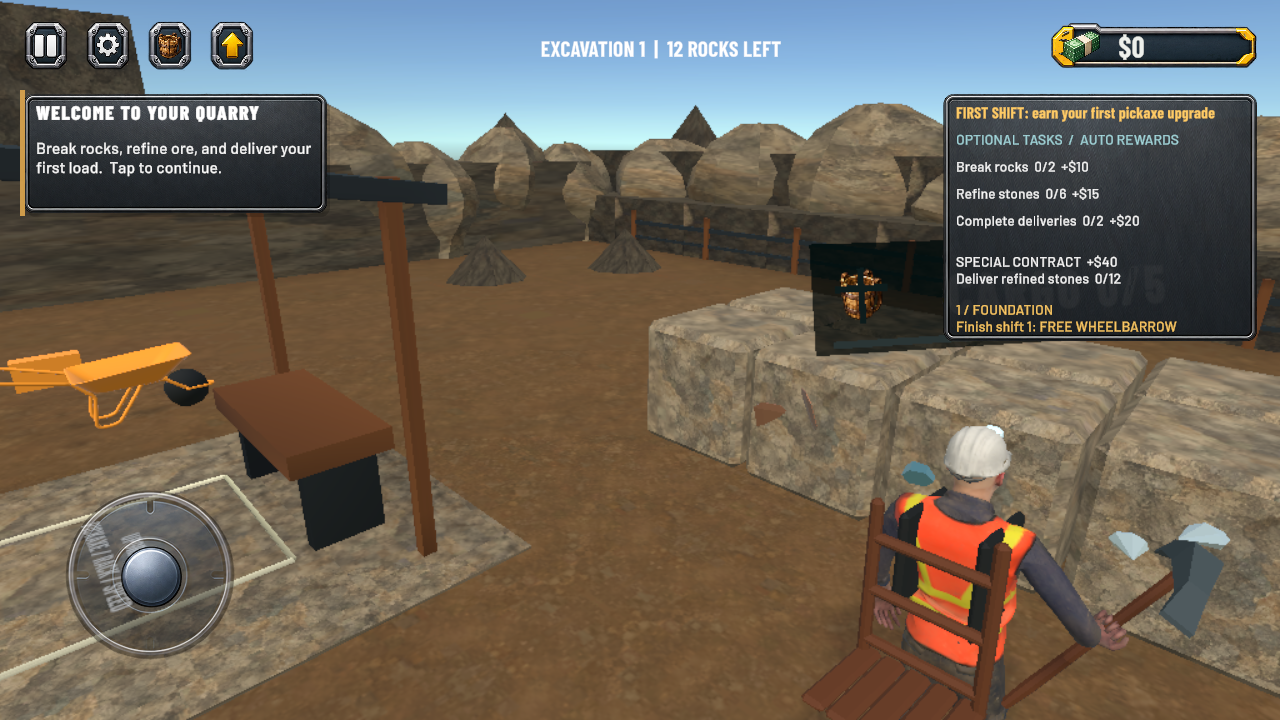 EXCAVATION 1 | 12 ROCKS LEFT
$0
WELCOME TO YOUR QUARRY
Break rocks, refine ore, and deliver your
first load. Tap to continue.
FIRST SHIFT: earn your first pickaxe upgrade
OPTIONAL TASKS / AUTO REWARDS
Break rocks 0/2 +$10
Refine stones 0/6 +$15
Complete deliveries 0/2 +$20
SPECIAL CONTRACT +$40
Deliver refined stones 0/12
1 / FOUNDATION
Finish shift 1: FREE WHEELBARROW